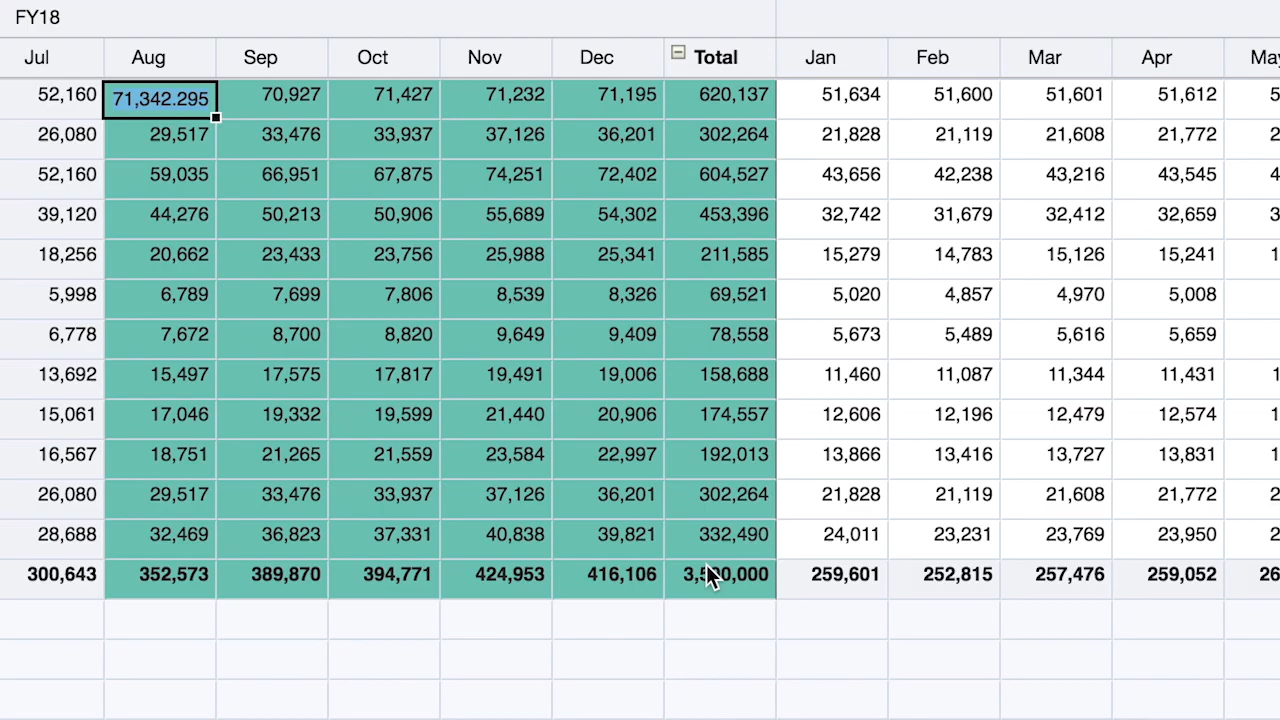 FY18
Jul Aug Sep Oct Nov Dec Total Jan Feb Mar Apr
52,160 71,342.295 70,927 71,427 71,232 71,195 620,137 51,634 51,600 51,601 51,612
26,080 29,517 33,476 33,937 37,126 36,201 302,264 21,828 21,119 21,608 21,772
52,160 59,035 66,951 67,875 74,251 72,402 604,527 43,656 42,238 43,216 43,545
39,120 44,276 50,213 50,906 55,689 54,302 453,396 32,742 31,679 32,412 32,659
18,256 20,662 23,433 23,756 25,988 25,341 211,585 15,279 14,783 15,126 15,241
5,998 6,789 7,699 7,806 8,539 8,326 69,521 5,020 4,857 4,970 5,008
6,778 7,672 8,700 8,820 9,649 9,409 78,558 5,673 5,489 5,616 5,659
13,692 15,497 17,575 17,817 19,491 19,006 158,688 11,460 11,087 11,344 11,431
15,061 17,046 19,332 19,599 21,440 20,906 174,557 12,606 12,196 12,479 12,574
16,567 18,751 21,265 21,559 23,584 22,997 192,013 13,866 13,416 13,727 13,831
26,080 29,517 33,476 33,937 37,126 36,201 302,264 21,828 21,119 21,608 21,772
28,688 32,469 36,823 37,331 40,838 39,821 332,490 24,011 23,231 23,769 23,950
300,643 352,573 389,870 394,771 424,953 416,106 259,601 252,815 257,476 259,052